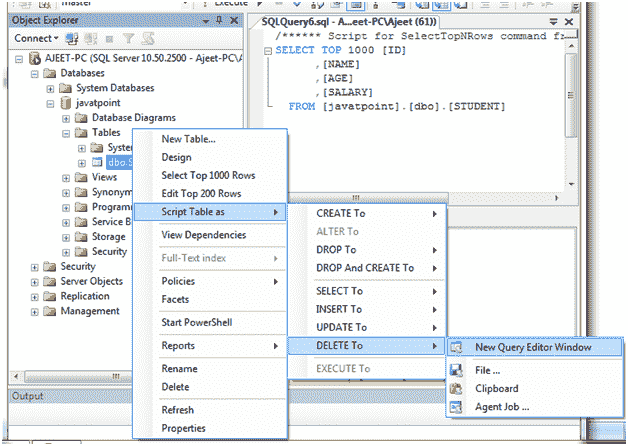 master
Execute
Object Explorer
Connect
AJEET-PC (SQL Server 10.50.2500 - Ajeet-PC\A
Databases
System Databases
javatpoint
Database Diagrams
Tables
Syste
dbo.S
Views
Synonym
Programm
Service B
Storage
Security
Security
Server Objects
Replication
Management
Output
SQLQuery6.sql - A...eet-PC\Ajeet (61))
/****** Script for SelectTopNRows command f
SELECT TOP 1000 [ID]
,[NAME]
,[AGE]
,[SALARY]
FROM [javatpoint].[dbo].[STUDENT]
New Table...
Design
Select Top 1000 Rows
Edit Top 200 Rows
Script Table as
View Dependencies
Full-Text index
Policies
Facets
Start PowerShell
Reports
Rename
Delete
Refresh
Properties
CREATE To
ALTER To
DROP To
DROP And CREATE To
SELECT To
INSERT To
UPDATE To
DELETE To
EXECUTE To
New Query Editor Window
File ...
Clipboard
Agent Job ...